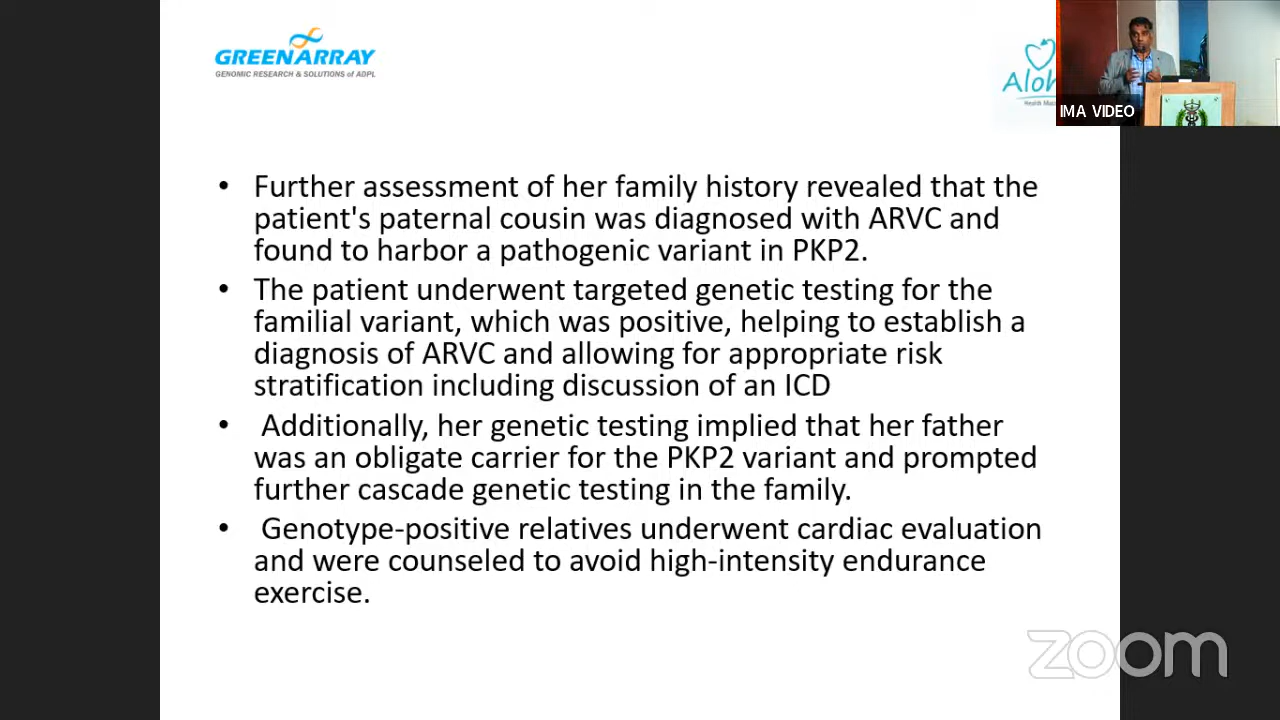 GREENARRAY
GENOMIC RESEARCH & SOLUTIONS of ADPL
IMA VIDEO
• Further assessment of her family history revealed that the
patient's paternal cousin was diagnosed with ARVC and
found to harbor a pathogenic variant in PKP2.
• The patient underwent targeted genetic testing for the
familial variant, which was positive, helping to establish a
diagnosis of ARVC and allowing for appropriate risk
stratification including discussion of an ICD
• Additionally, her genetic testing implied that her father
was an obligate carrier for the PKP2 variant and prompted
further cascade genetic testing in the family.
• Genotype-positive relatives underwent cardiac evaluation
and were counseled to avoid high-intensity endurance
exercise.
zoom